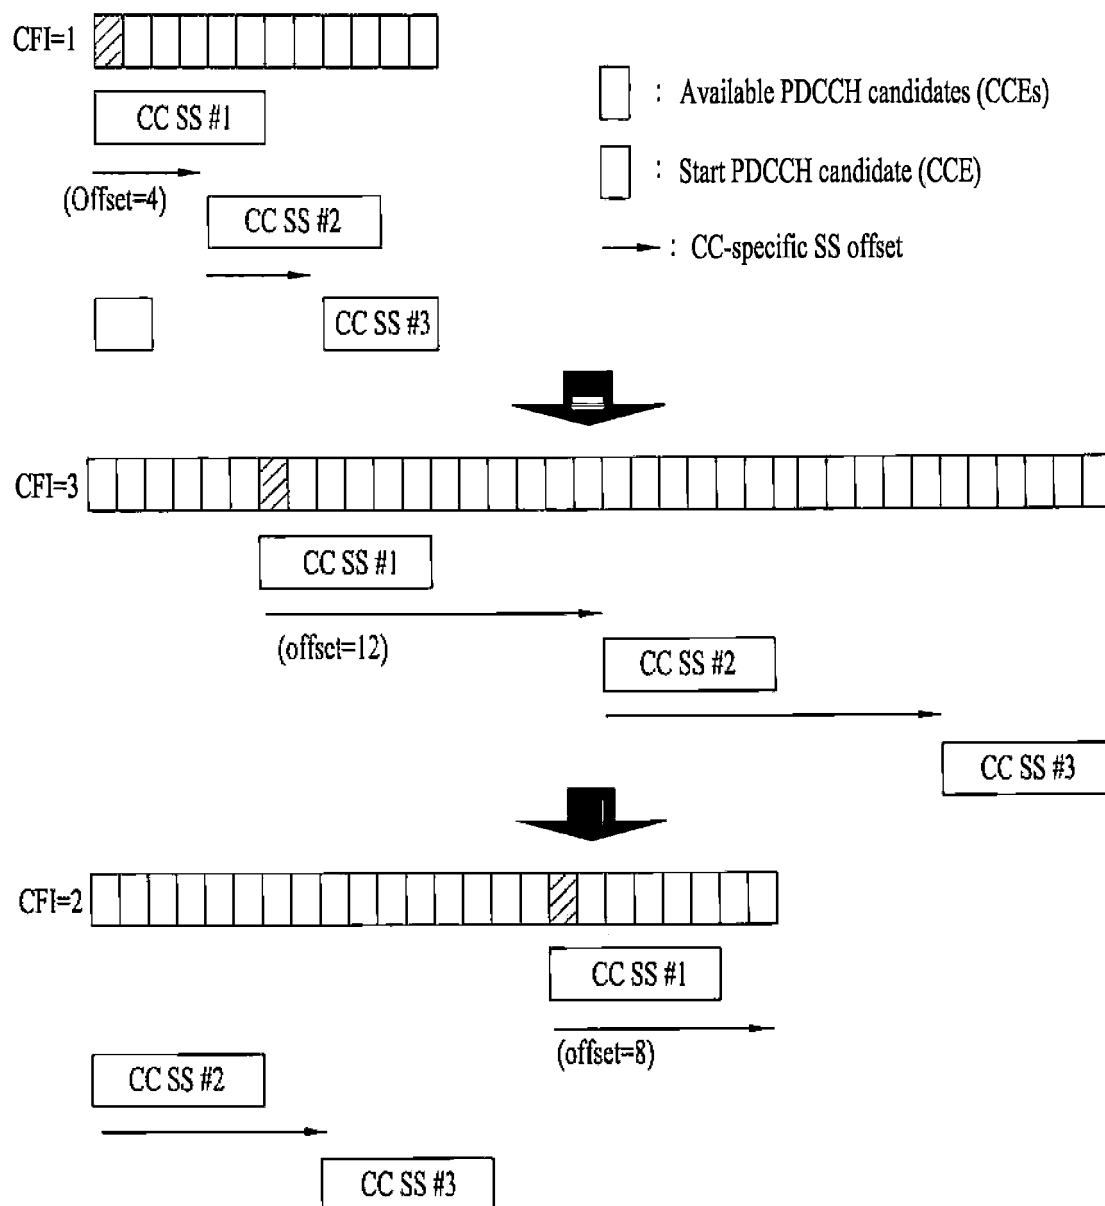 CFI=1
CC SS #1
(Offset=4)
CC SS #2
CC SS #3
: Available PDCCH candidates (CCEs)
: Start PDCCH candidate (CCE)
: CC-specific SS offset
CFI=3
CC SS #1
(offset=12)
CC SS #2
CC SS #3
CFI=2
CC SS #1
(offset=8)
CC SS #2
CC SS #3